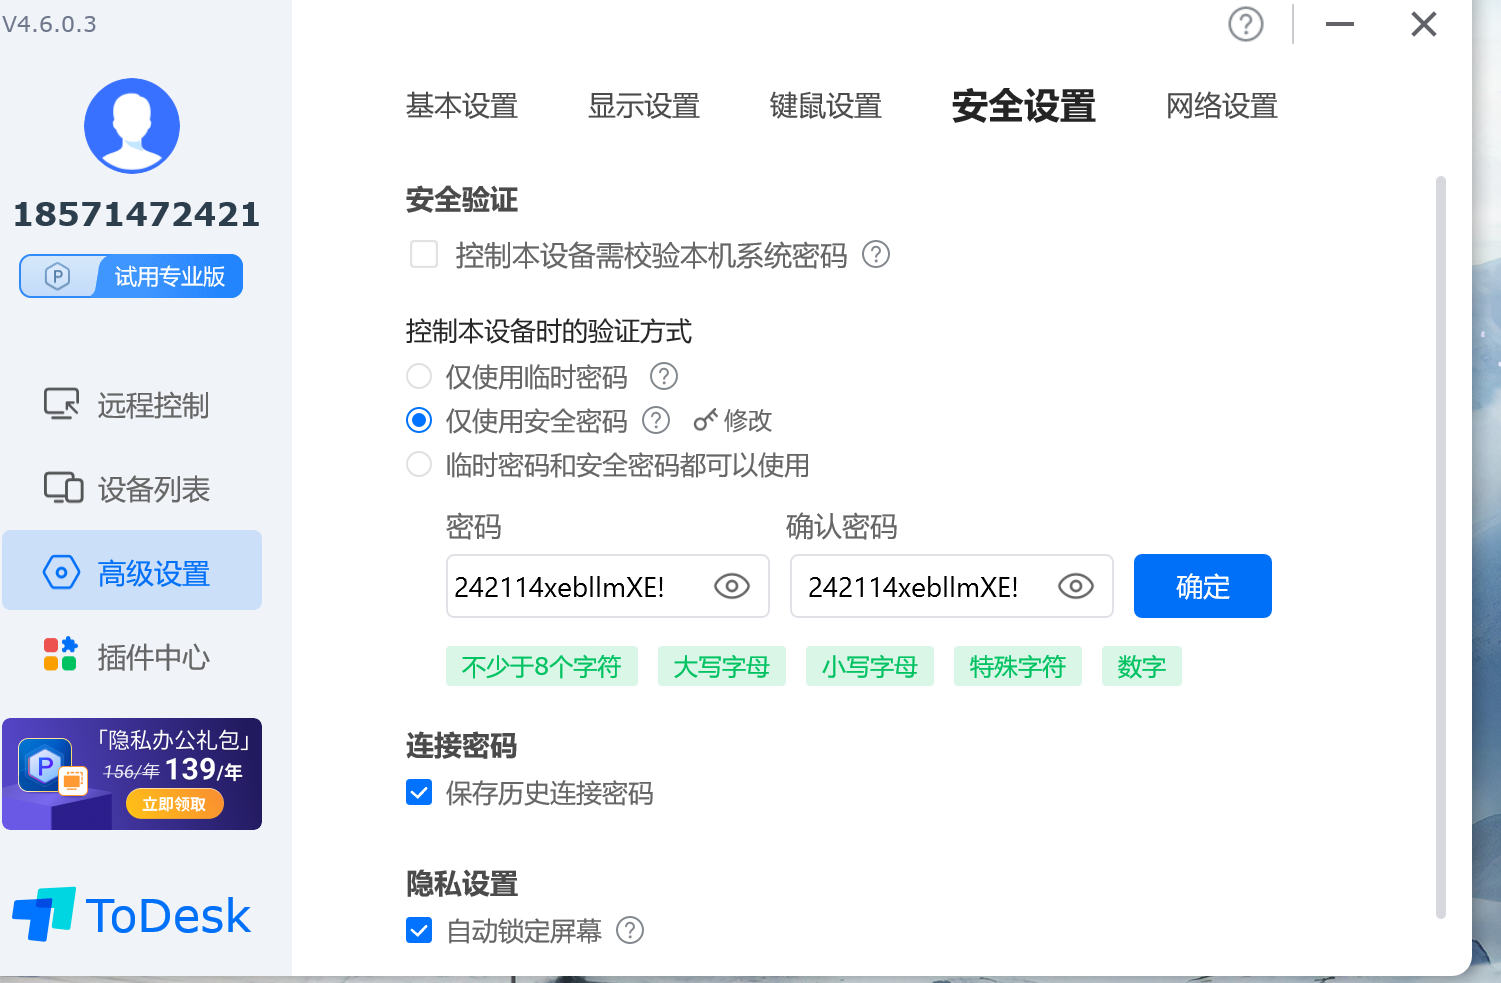 V4.6.0.3
18571472421
试用专业版
远程控制
设备列表
高级设置
插件中心
「隐私办公礼包」
156/年 139/年
立即领取
ToDesk
基本设置 显示设置 键鼠设置 安全设置 网络设置
安全验证
控制本设备需校验本机系统密码
控制本设备时的验证方式
仅使用临时密码
仅使用安全密码 修改
临时密码和安全密码都可以使用
密码 确认密码
242114xebllmXE! 242114xebllmXE! 确定
不少于8个字符 大写字母 小写字母 特殊字符 数字
连接密码
保存历史连接密码
隐私设置
自动锁定屏幕